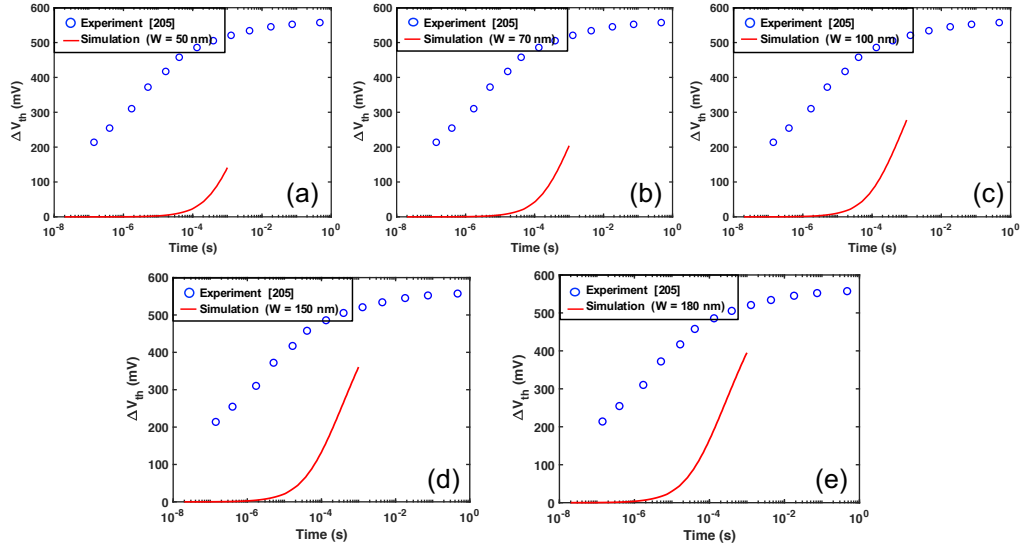 600
500
400
300
200
100
0
Δ V_th (mV)
Experiment [205]
Simulation (W = 50 nm)
(a)
10^-8
10^-6
10^-4
10^-2
10^0
Time (s)
600
500
400
300
200
100
0
Δ V_th (mV)
Experiment [205]
Simulation (W = 70 nm)
(b)
10^-8
10^-6
10^-4
10^-2
10^0
Time (s)
600
500
400
300
200
100
0
Δ V_th (mV)
Experiment [205]
Simulation (W = 100 nm)
(c)
10^-8
10^-6
10^-4
10^-2
10^0
Time (s)
600
500
400
300
200
100
0
Δ V_th (mV)
Experiment [205]
Simulation (W = 150 nm)
(d)
10^-8
10^-6
10^-4
10^-2
10^0
Time (s)
600
500
400
300
200
100
0
Δ V_th (mV)
Experiment [205]
Simulation (W = 180 nm)
(e)
10^-8
10^-6
10^-4
10^-2
10^0
Time (s)